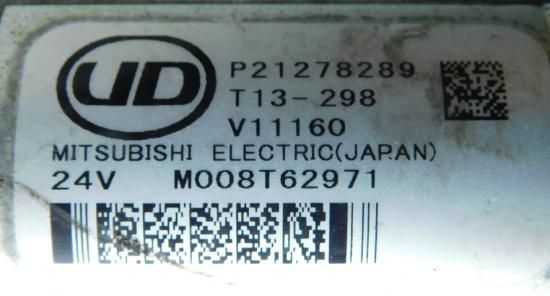 UD
P21278289
T13-298
V11160
MITSUBISHI ELECTRIC(JAPAN)
24V M008T62971